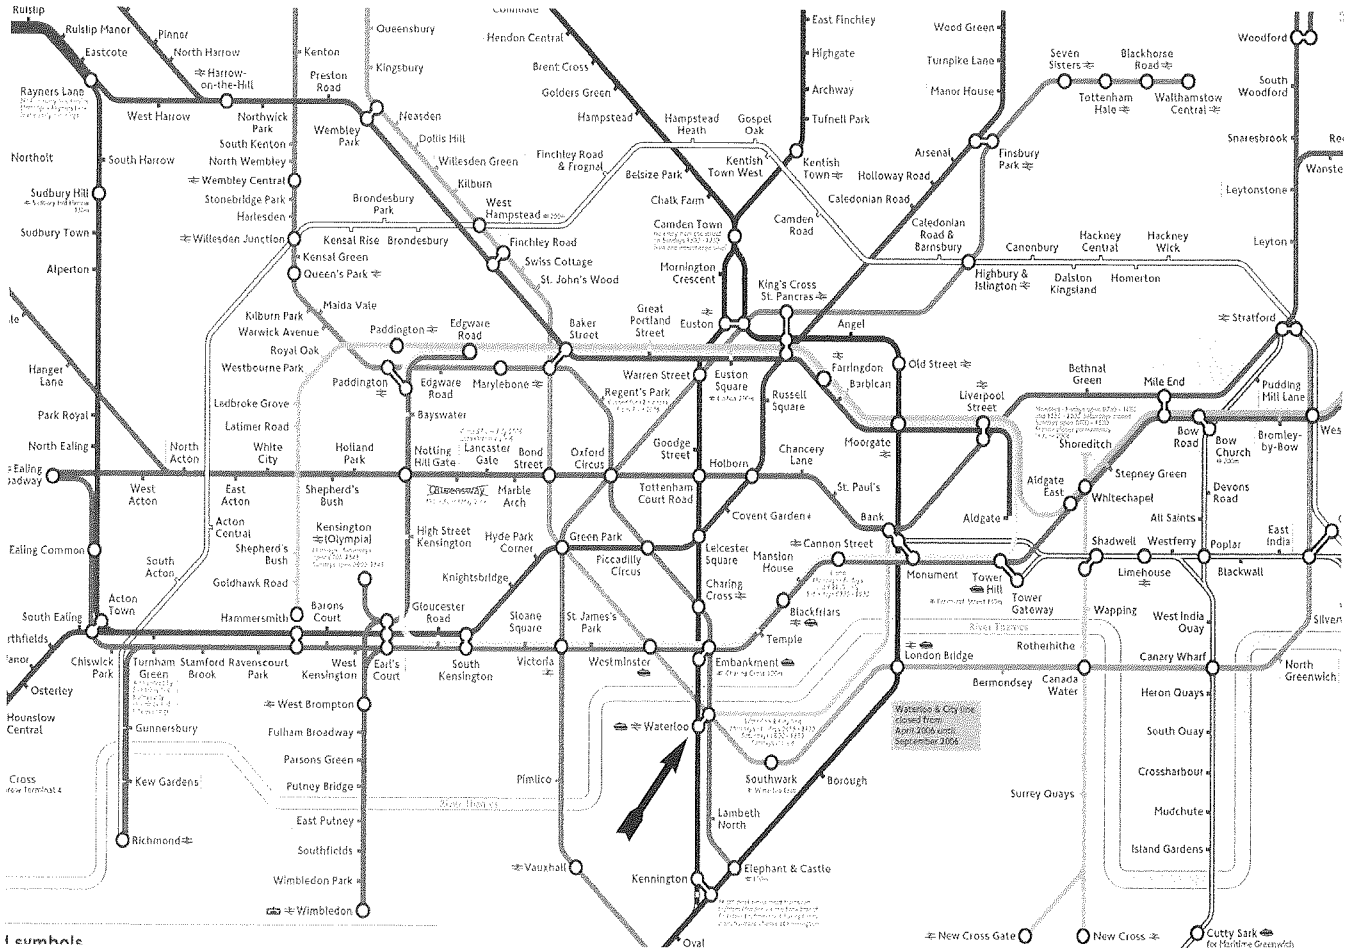 Ruislip
Ruislip Manor
Eastcote
Rayners Lane
Pinner
North Harrow
Harrow-
on-the-Hill
West Harrow
Northwick
Park
Preston
Road
Kenton
South Kenton
North Wembley
Wembley Central
Stonebridge Park
Harlesden
Willesden Junction
Kensal Green
Queen's Park
Queensbury
Kingsbury
Wembley
Park
Neasden
Dollis Hill
Willesden Green
Kilburn
West
Hampstead
Finchley Road
Swiss Cottage
St. John's Wood
Hendon Central
Brent Cross
Golders Green
Hampstead
Belsize Park
Chalk Farm
Camden Town
Mornington
Crescent
Euston
Finchley Road
& Frognal
Hampstead
Heath
Gospel
Oak
Kentish
Town West
Camden
Road
Caledonian
Road &
Barnsbury
East Finchley
Highgate
Archway
Tufnell Park
Kentish
Town
Wood Green
Turnpike Lane
Manor House
Finsbury
Park
Arsenal
Holloway Road
Caledonian Road
Seven
Sisters
Blackhorse
Road
Tottenham
Hale
Walthamstow
Central
Woodford
South
Woodford
Snaresbrook
Leytonstone
Leyton
Stratford
Northolt
South Harrow
Sudbury Hill
Sudbury Town
Alperton
Hanger
Lane
Park Royal
North Ealing
Brondesbury
Park
Kensal Rise
Brondesbury
Highbury &
Islington
Canonbury
Hackney
Central
Hackney
Wick
Dalston
Kingsland
Homerton
Kilburn Park
Maida Vale
Warwick Avenue
Royal Oak
Westbourne Park
Ladbroke Grove
Latimer Road
Paddington
Edgware
Road
Paddington
Edgware
Road
Marylebone
Baker
Street
Great
Portland
Street
King's Cross
St. Pancras
Angel
Old Street
Warren Street
Euston
Square
Regent's Park
Russell
Square
Farringdon
Barbican
Moorgate
Liverpool
Street
Bethnal
Green
Mile End
Pudding
Mill Lane
Bow
Road
Bow
Church
Bromley-
by-Bow
Shoreditch
Stepney Green
Whitechapel
Aldgate
East
Aldgate
Devons
Road
All Saints
North
Acton
West
Acton
East
Acton
White
City
Shepherd's
Bush
Holland
Park
Notting
Hill Gate
Bayswater
Queensway
Lancaster
Gate
Marble
Arch
Bond
Street
Oxford
Circus
Goodge
Street
Tottenham
Court Road
Holborn
Chancery
Lane
St. Paul's
Bank
Covent Garden
Leicester
Square
Charing
Cross
Piccadilly
Circus
Green Park
Hyde Park
Corner
Knightsbridge
High Street
Kensington
Kensington
(Olympia)
Shepherd's
Bush
Goldhawk Road
Hammersmith
Acton
Central
South
Acton
Ealing Common
South Ealing
Acton
Town
Chiswick
Park
Turnham
Green
Stamford
Brook
Ravenscourt
Park
Barons
Court
West
Kensington
Earl's
Court
Gloucester
Road
South
Kensington
Sloane
Square
Victoria
St. James's
Park
Westminster
Embankment
Temple
Blackfriars
Mansion
House
Cannon Street
Monument
Tower
Hill
Tower
Gateway
Shadwell
Limehouse
Westferry
Poplar
Blackwall
East
India
West India
Quay
Canary Wharf
Heron Quays
South Quay
Crossharbour
Mudchute
Island Gardens
Cutty Sark
for Maritime Greenwich
North
Greenwich
Wapping
Rotherhithe
Canada
Water
Surrey Quays
New Cross Gate
New Cross
Bermondsey
London Bridge
River Thames
Waterloo & City line
closed from
April 2006 until
September 2006
Waterloo
Southwark
Borough
Lambeth
North
Elephant & Castle
Kennington
Oval
Pimlico
Vauxhall
River Thames
West Brompton
Fulham Broadway
Parsons Green
Putney Bridge
East Putney
Southfields
Wimbledon Park
Wimbledon
Gunnersbury
Kew Gardens
Richmond
Osterley
Hounslow
Central
symbols